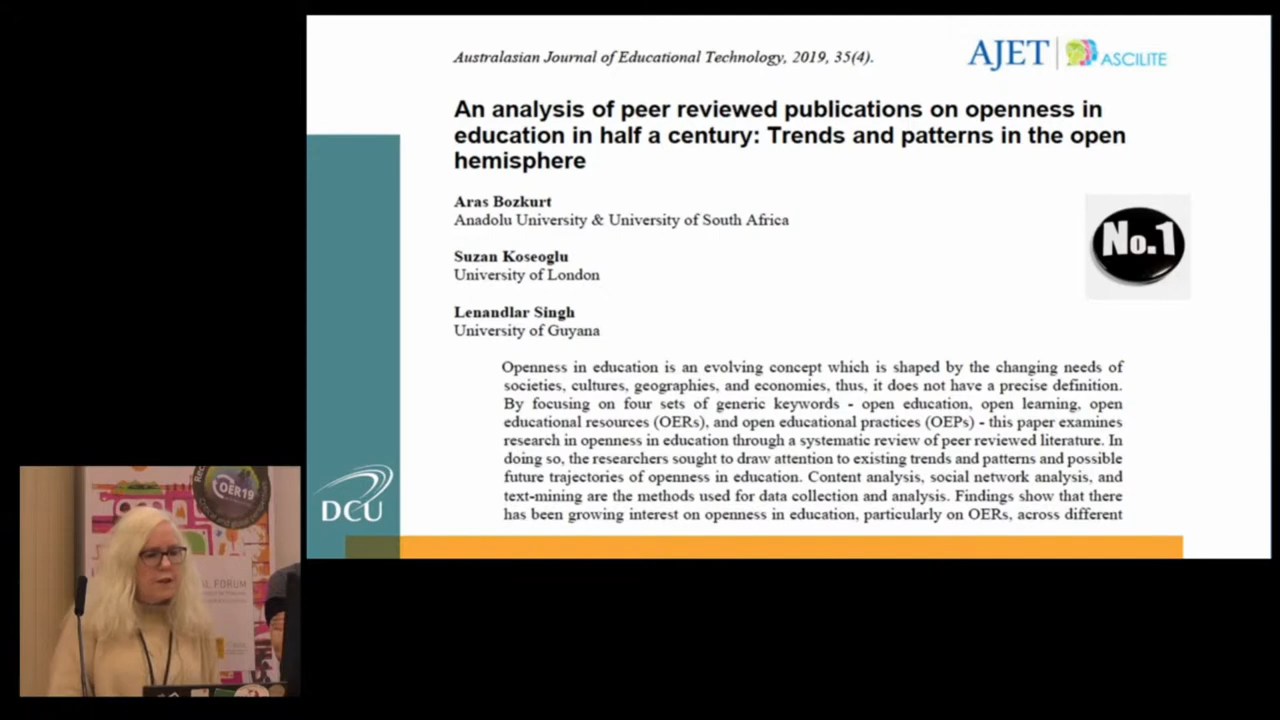 Australasian Journal of Educational Technology, 2019, 35(4).
AJET
ASCILITE
An analysis of peer reviewed publications on openness in
education in half a century: Trends and patterns in the open
hemisphere
Aras Bozkurt
Anadolu University & University of South Africa
No.1
Suzan Koseoglu
University of London
Lenandlar Singh
University of Guyana
Openness in education is an evolving concept which is shaped by the changing needs of
societies, cultures, geographies, and economies, thus, it does not have a precise definition.
By focusing on four sets of generic keywords - open education, open learning, open
educational resources (OERs), and open educational practices (OEPs) - this paper examines
research in openness in education through a systematic review of peer reviewed literature. In
doing so, the researchers sought to draw attention to existing trends and patterns and possible
future trajectories of openness in education. Content analysis, social network analysis, and
text-mining are the methods used for data collection and analysis. Findings show that there
has been growing interest on openness in education, particularly on OERs, across different
DCU
OER19
FORUM